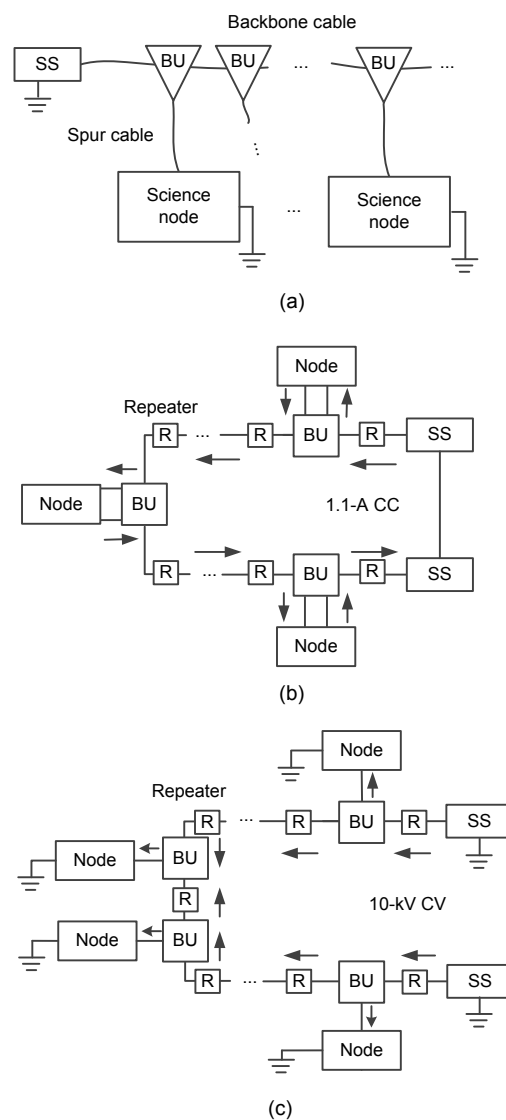 Backbone cable
SS
BU
BU
...
BU
...
Spur cable
...
Science
node
...
Science
node
(a)
Node
Repeater
R
...
R
BU
R
SS
Node
BU
1.1-A CC
R
...
R
BU
R
SS
Node
(b)
Node
Repeater
R
...
R
BU
R
SS
Node
BU
R
10-kV CV
Node
BU
R
...
R
BU
R
SS
Node
(c)